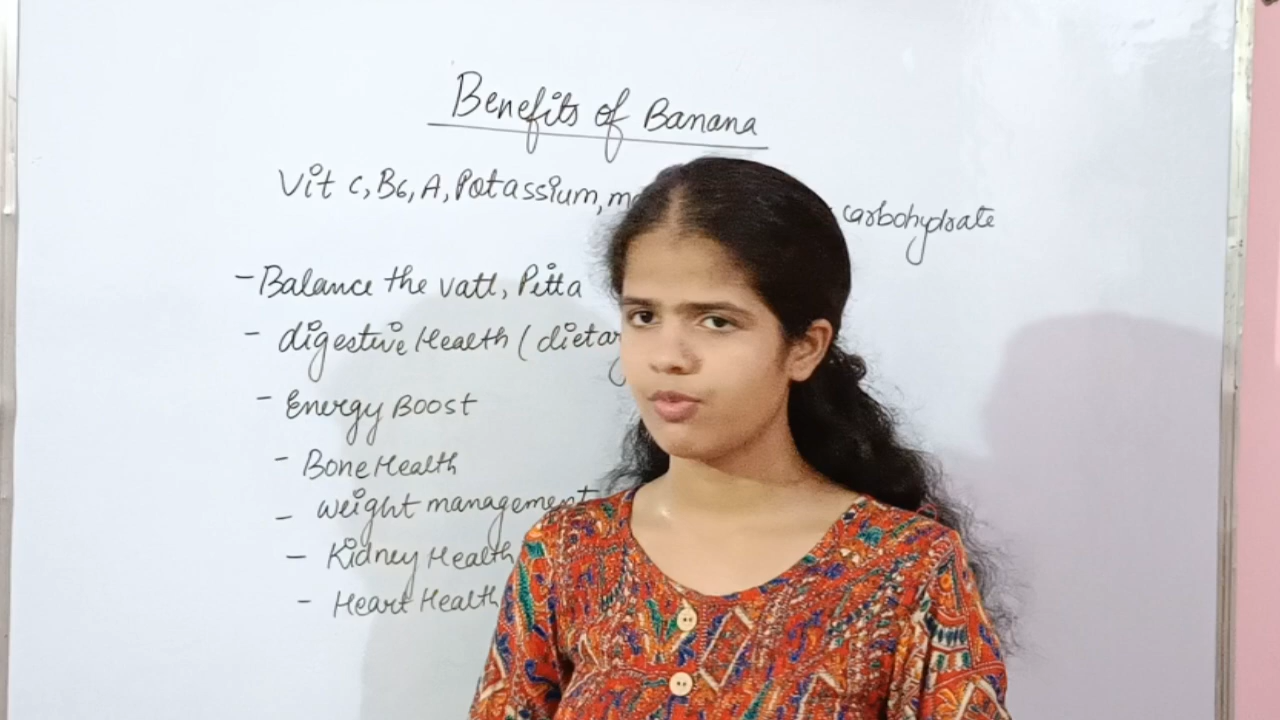 Benefits of Banana
Vit C, B6, A, Potassium, carbohydrate
- Balance the vatt, Pitta
- digestive Health (
- Energy Boost
- Bone Health
- weight management
- Kidney Health
- Heart Health